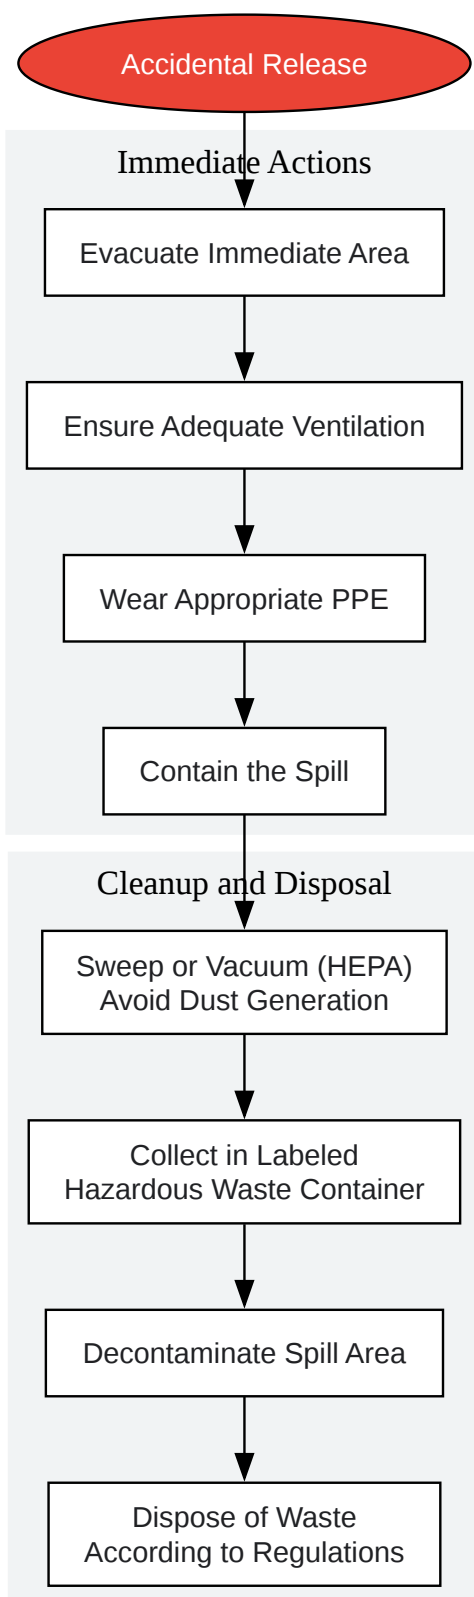 Accidental Release
Immediate Actions
Evacuate Immediate Area
Ensure Adequate Ventilation
Wear Appropriate PPE
Contain the Spill
Cleanup and Disposal
Sweep or Vacuum (HEPA)
Avoid Dust Generation
Collect in Labeled
Hazardous Waste Container
Decontaminate Spill Area
Dispose of Waste
According to Regulations